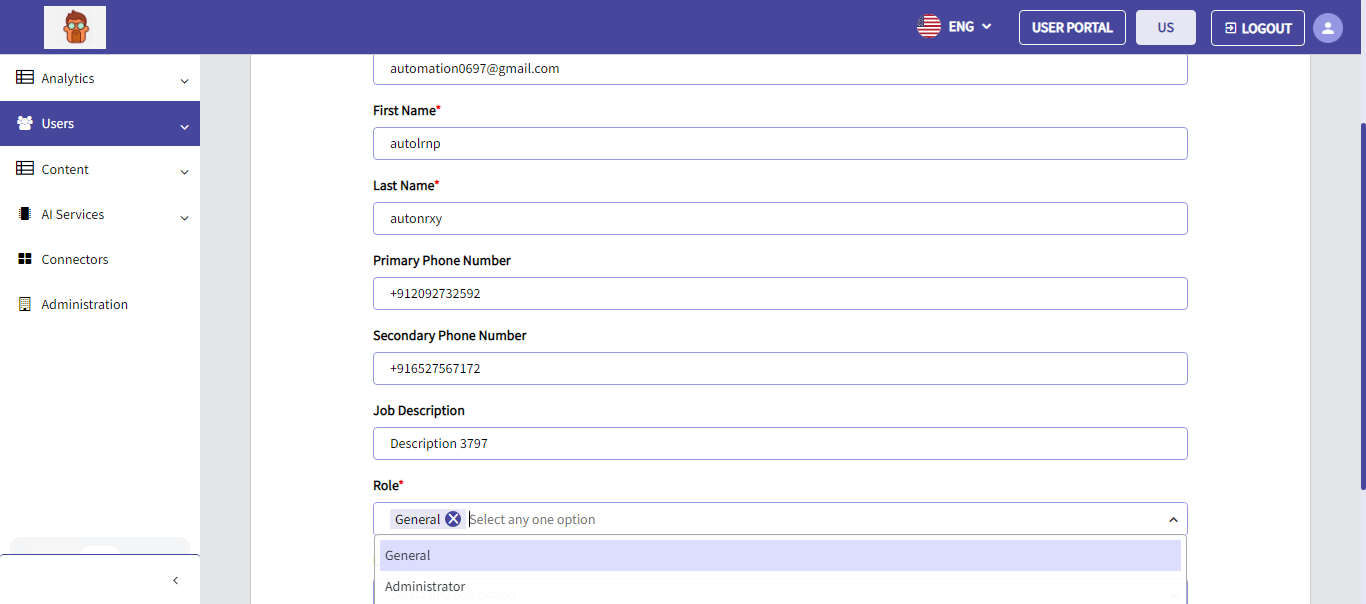 ENG
USER PORTAL
US
LOGOUT
Analytics
Users
Content
AI Services
Connectors
Administration
automation0697@gmail.com
First Name*
autolrnp
Last Name*
autonrxy
Primary Phone Number
+912092732592
Secondary Phone Number
+916527567172
Job Description
Description 3797
Role*
General Select any one option
General
Administrator